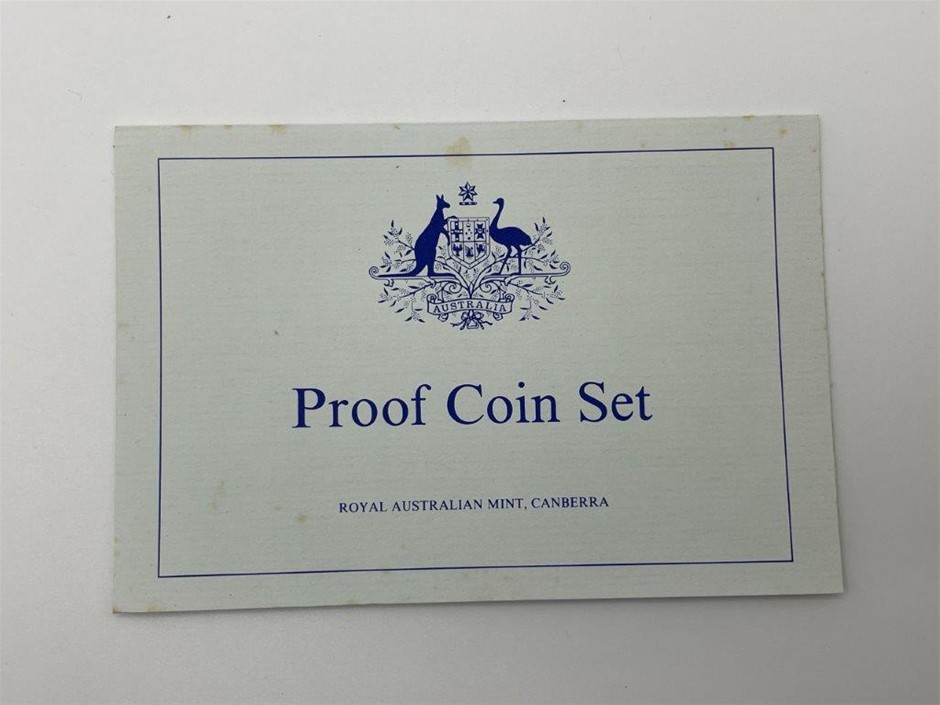 AUSTRALIA
Proof Coin Set
ROYAL AUSTRALIAN MINT, CANBERRA